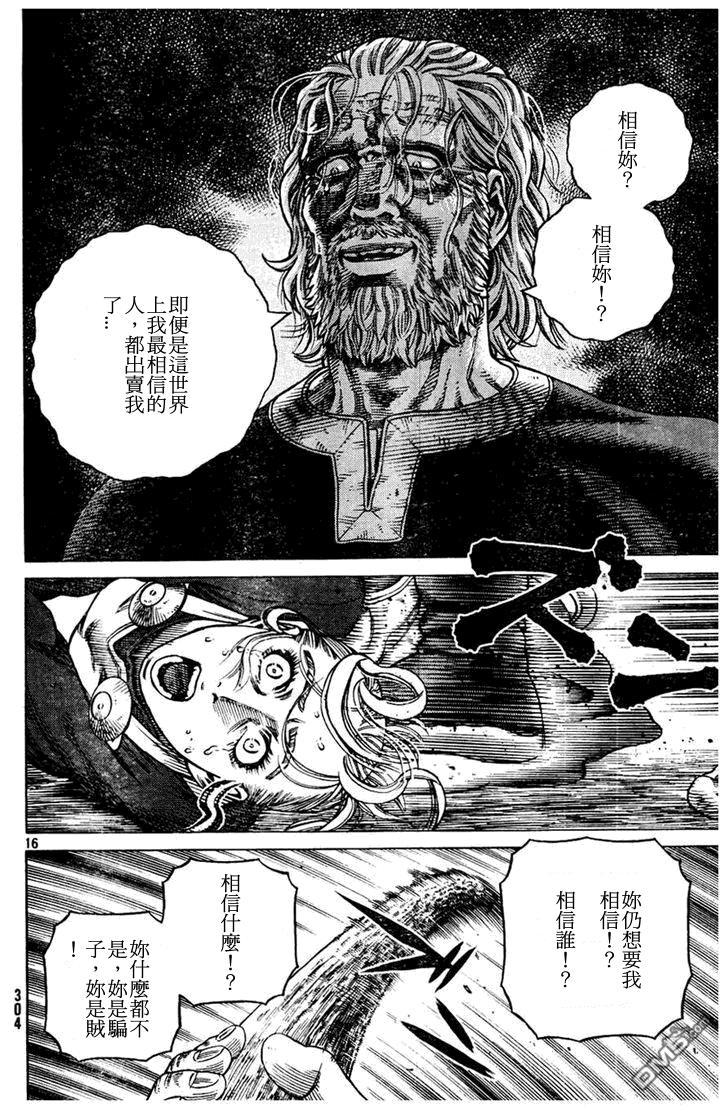 相信妳？
相信妳！？
即便是這世界
上我最相信的
人，都出賣我
了…
ズン
16
妳仍想要我
相信！？
相信誰！？
相信什麼！？
妳什麼都不
是，妳是騙
子，妳是賊
！
304